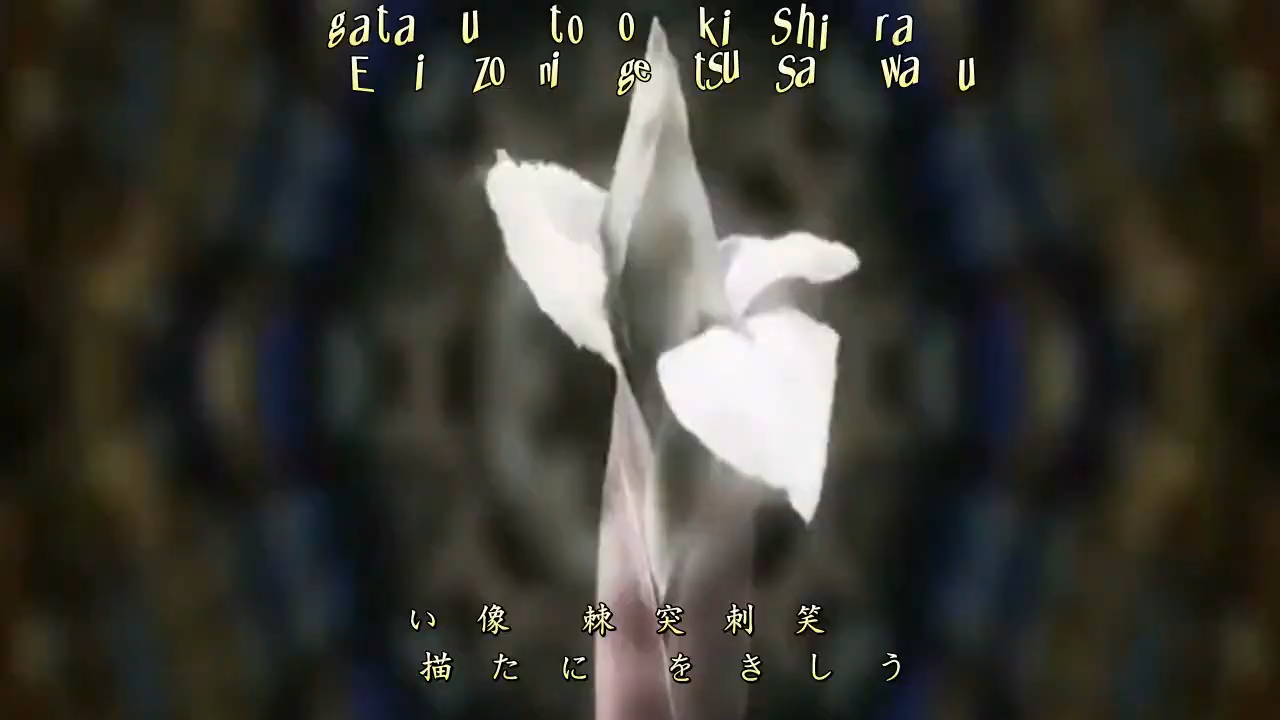 gata u to o ki Shi ra
E i zo ni ge tsu sa wa u
い 像 棘 突 刺 笑
描 た に を き し う